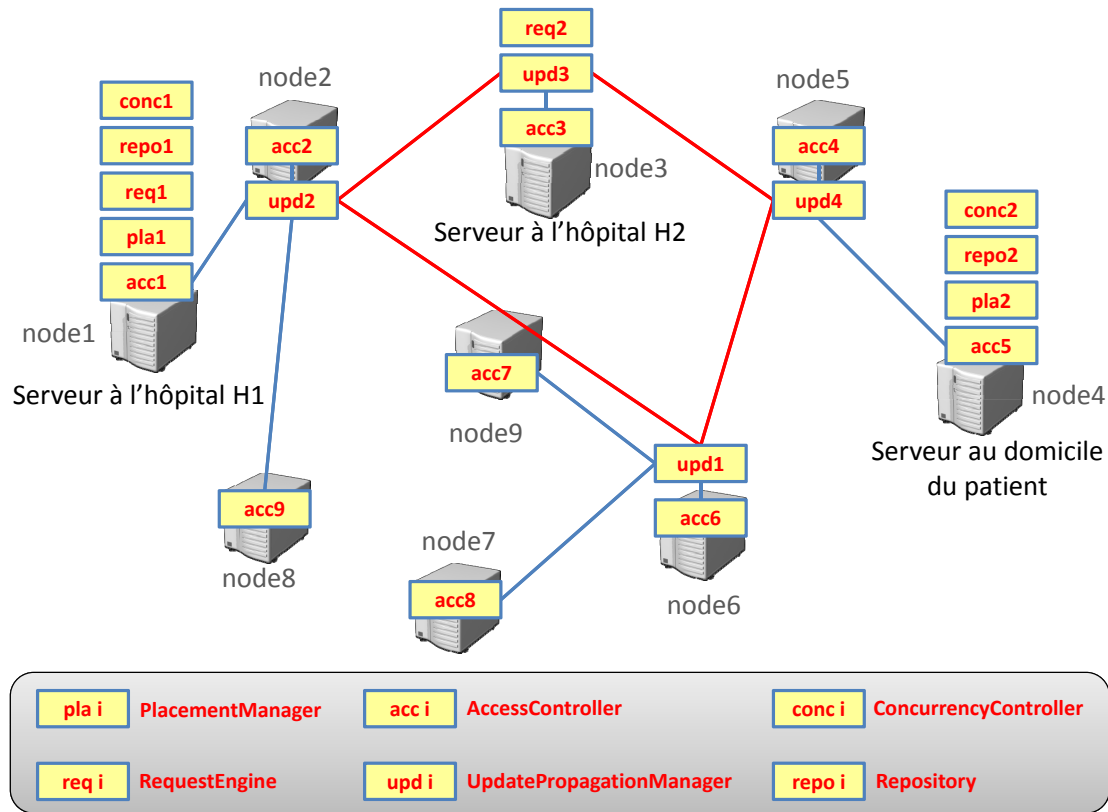 req2
node2
upd3
node5
conc1
repo1
acc2
acc3
acc4
node3
req1
upd2
upd4
conc2
pla1
Serveur à l'hôpital H2
repo2
acc1
pla2
node1
acc5
Serveur à l'hôpital H1
acc7
node4
node9
upd1
Serveur au domicile
du patient
acc9
acc6
node7
node8
acc8
node6
pla i PlacementManager acc i AccessController conc i ConcurrencyController
req i RequestEngine upd i UpdatePropagationManager repo i Repository